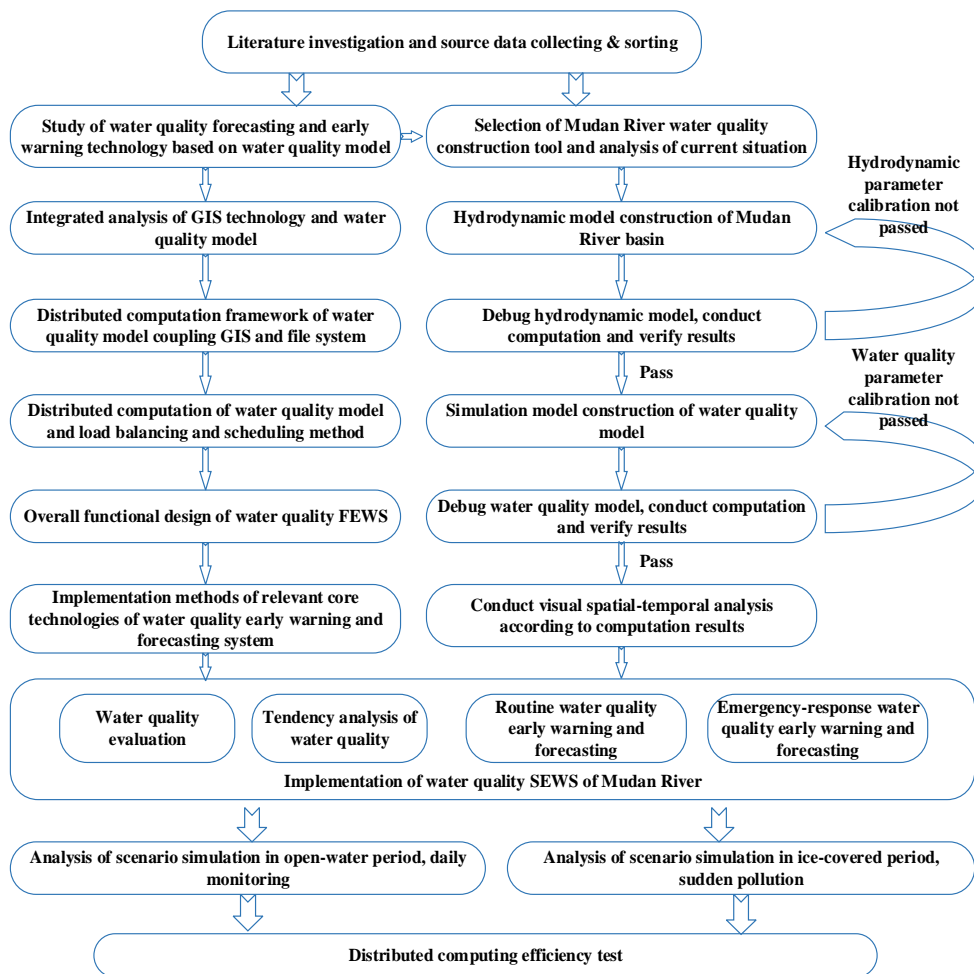 Literature investigation and source data collecting & sorting
Study of water quality forecasting and early
warning technology based on water quality model
Selection of Mudan River water quality
construction tool and analysis of current situation
Hydrodynamic
parameter
calibration not
passed
Integrated analysis of GIS technology and water
quality model
Hydrodynamic model construction of Mudan
River basin
Distributed computation framework of water
quality model coupling GIS and file system
Debug hydrodynamic model, conduct
computation and verify results
Pass
Water quality
parameter
calibration not
passed
Distributed computation of water quality model
and load balancing and scheduling method
Simulation model construction of water quality
model
Overall functional design of water quality FEWS
Debug water quality model, conduct computation
and verify results
Pass
Implementation methods of relevant core
technologies of water quality early warning and
forecasting system
Conduct visual spatial-temporal analysis
according to computation results
Water quality
evaluation
Tendency analysis of
water quality
Routine water quality
early warning and
forecasting
Emergency-response water
quality early warning and
forecasting
Implementation of water quality SEWS of Mudan River
Analysis of scenario simulation in open-water period, daily
monitoring
Analysis of scenario simulation in ice-covered period,
sudden pollution
Distributed computing efficiency test